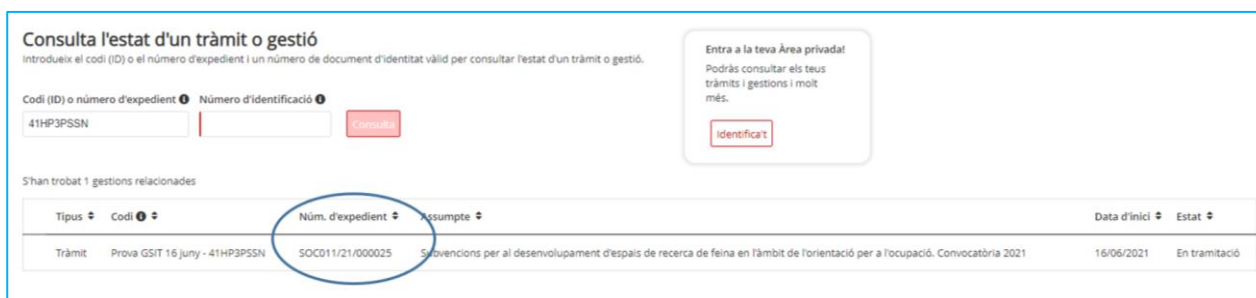 Consulta l'estat d'un tràmit o gestió
Introdueix el codi (ID) o el número d'expedient i un número de document d'identitat vàlid per consultar l'estat d'un tràmit o gestió.
Codi (ID) o número d'expedient Número d'identificació
41HP3PSSN Consulta
Entra a la teva Àrea privada!
Podràs consultar els teus
tràmits i gestions i molt
més.
Identifica't
S'han trobat 1 gestions relacionades
Tipus Codi Núm. d'expedient Assumpte Data d'inici Estat
Tràmit Prova GSIT 16 juny - 41HP3PSSN SOC011/21/000025 Subvencions per al desenvolupament d'espais de recerca de feina en l'àmbit de l'orientació per a l'ocupació. Convocatòria 2021 16/06/2021 En tramitació